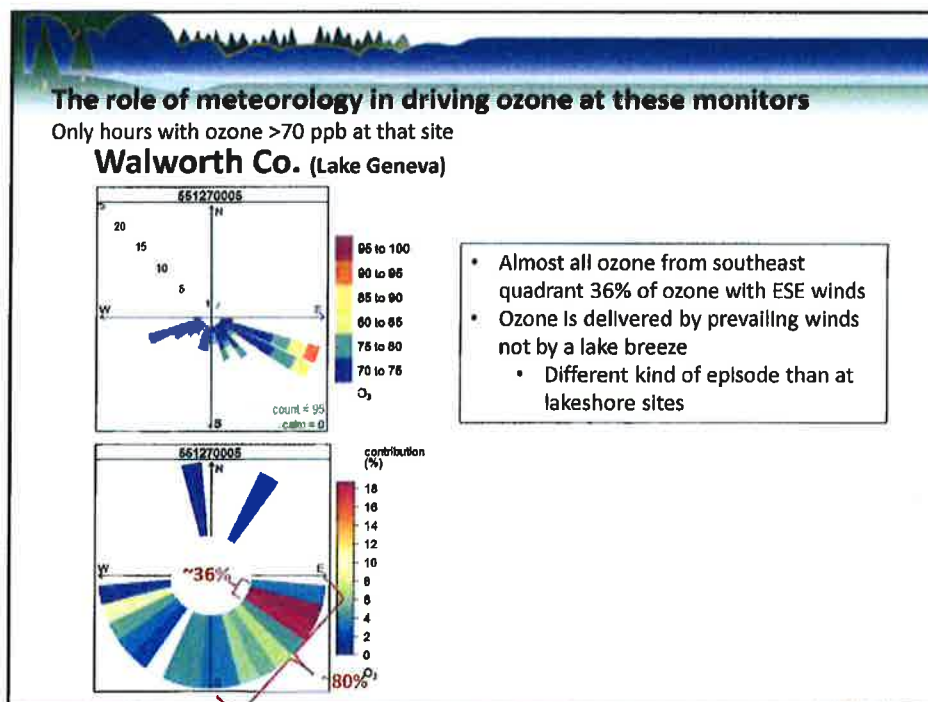 The role of meteorology in driving ozone at these monitors
Only hours with ozone >70 ppb at that site
Walworth Co. (Lake Geneva)
551270005
N
20
15
10
5
W
E
S
count = 95
calm = 0
95 to 100
90 to 95
85 to 90
75 to 80
70 to 75
O₃
• Almost all ozone from southeast
quadrant 36% of ozone with ESE winds
• Ozone is delivered by prevailing winds
not by a lake breeze
• Different kind of episode than at
lakeshore sites
551270005
N
W
E
~36%
~80%
contribution
(%)
18
16
14
12
10
8
6
4
2
0
O₃